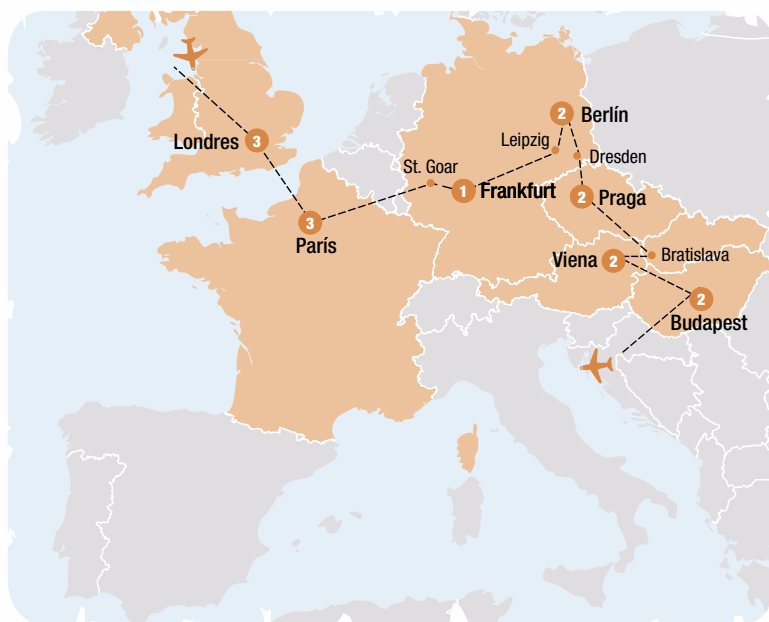 2
Berlín
Londres
3
Leipzig
Dresden
St. Goar
1
Frankfurt
2
Praga
3
París
Viena
2
Bratislava
2
Budapest